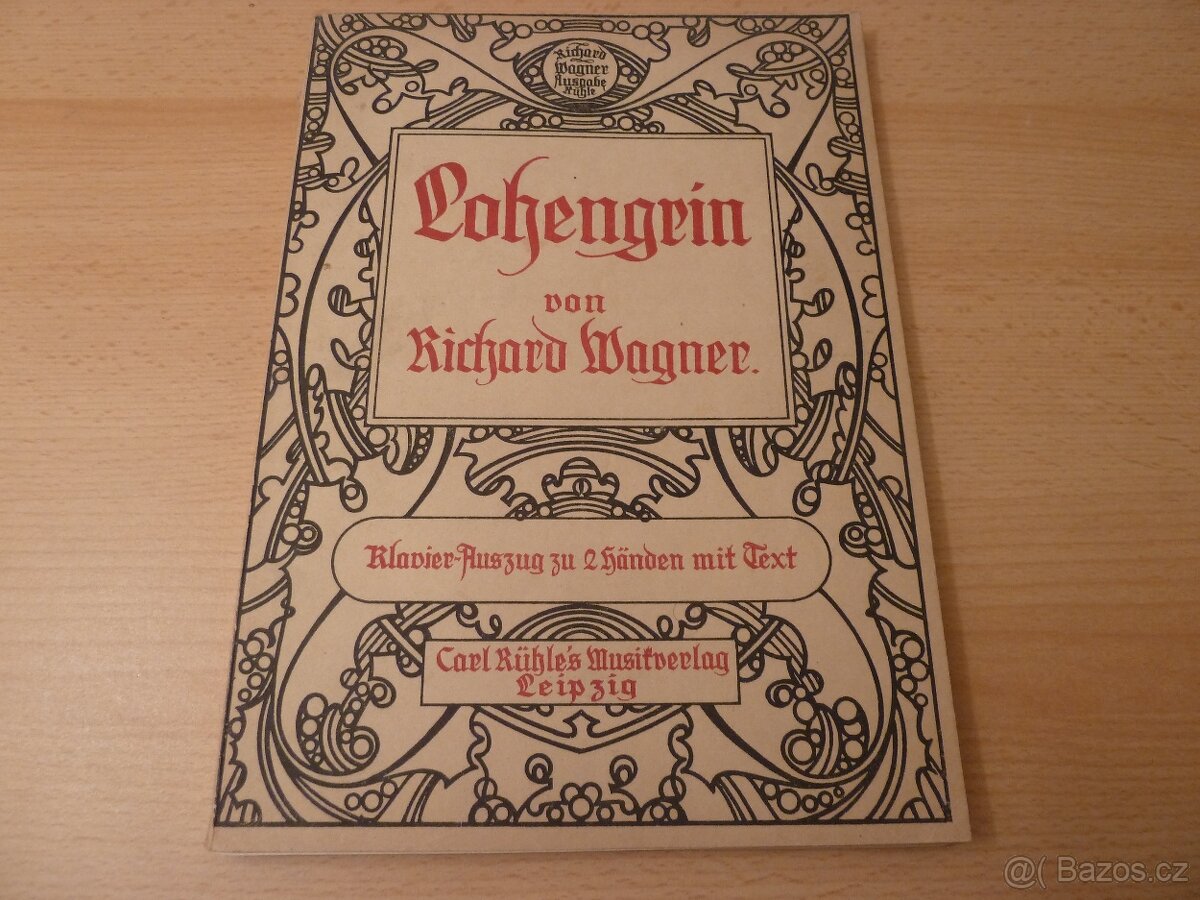 Richard
Wagner
Ausgabe
Rühle
Lohengrin
von
Richard Wagner.
Klavier-Auszug zu 2 Händen mit Text
Carl Rühle's Musikverlag
Leipzig
@( Bazos.cz